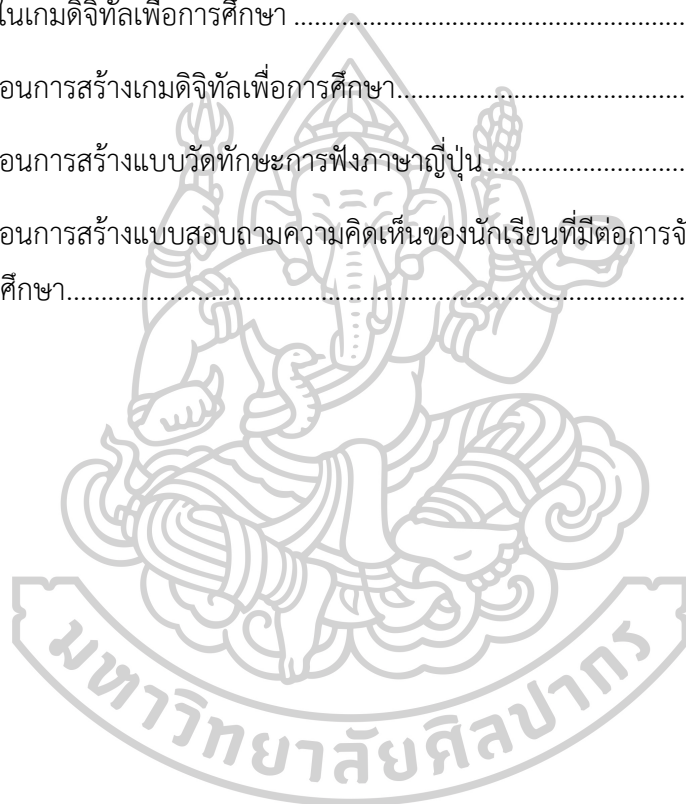 ในเกมดิจิทัลเพื่อการศึกษา ................................................................
อนการสร้างเกมดิจิทัลเพื่อการศึกษา................................................
อนการสร้างแบบวัดทักษะการฟังภาษาญี่ปุ่น ..................................
อนการสร้างแบบสอบถามความคิดเห็นของนักเรียนที่มีต่อการจั
ศึกษา..........................................................................................
มหาวิทยาลัยศิลปากร